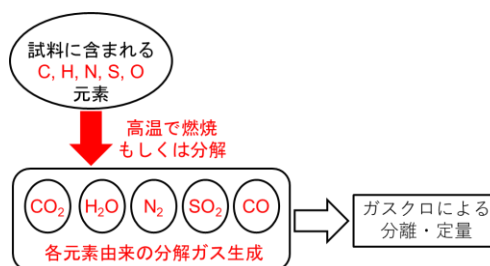 試料に含まれる
C, H, N, S, O
元素
高温で燃焼
もしくは分解
CO₂ H₂O N₂ SO₂ CO
各元素由来の分解ガス生成
ガスクロによる
分離・定量